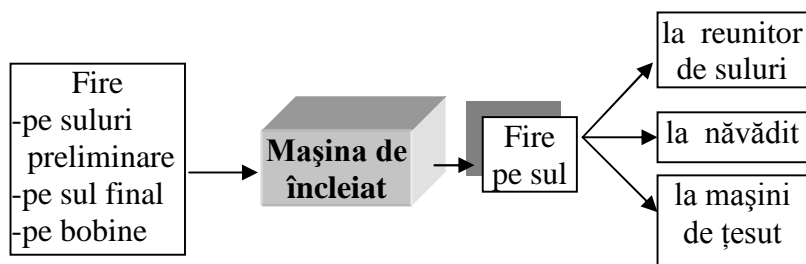 Fire
-pe suluri
preliminare
-pe sul final
-pe bobine
Maşina de
încleiat
Fire
pe sul
la reunitor
de suluri
la năvădit
la maşini
de țesut